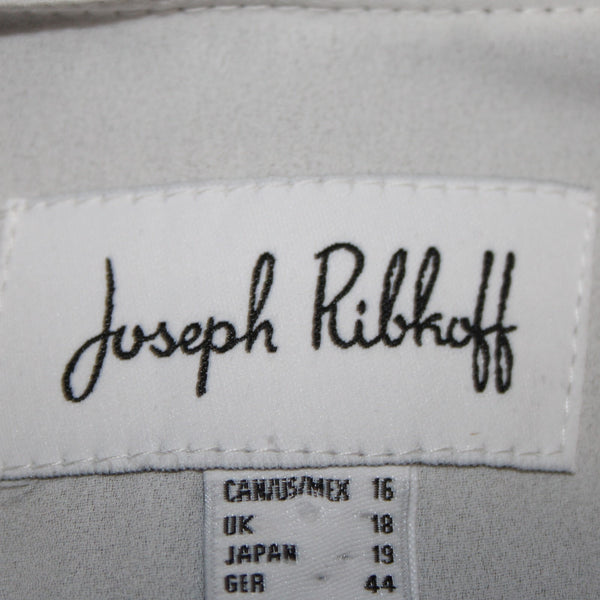 Joseph Ribkoff
CAN/US/MEX 16
UK 18
JAPAN 19
GER 44